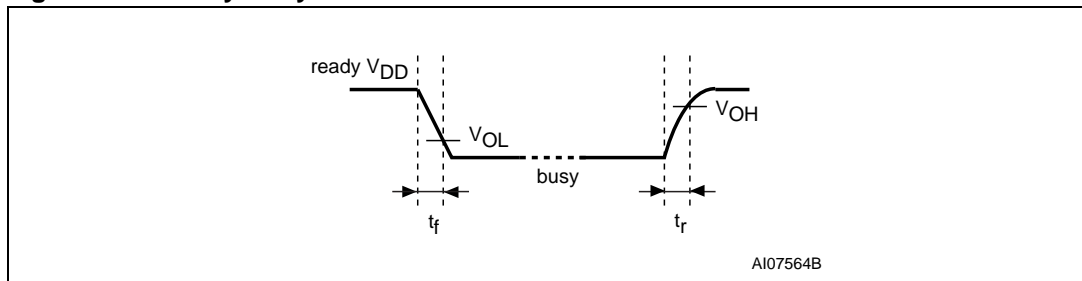 ready VDD
VOL
VOH
busy
tf
tr
AI07564B